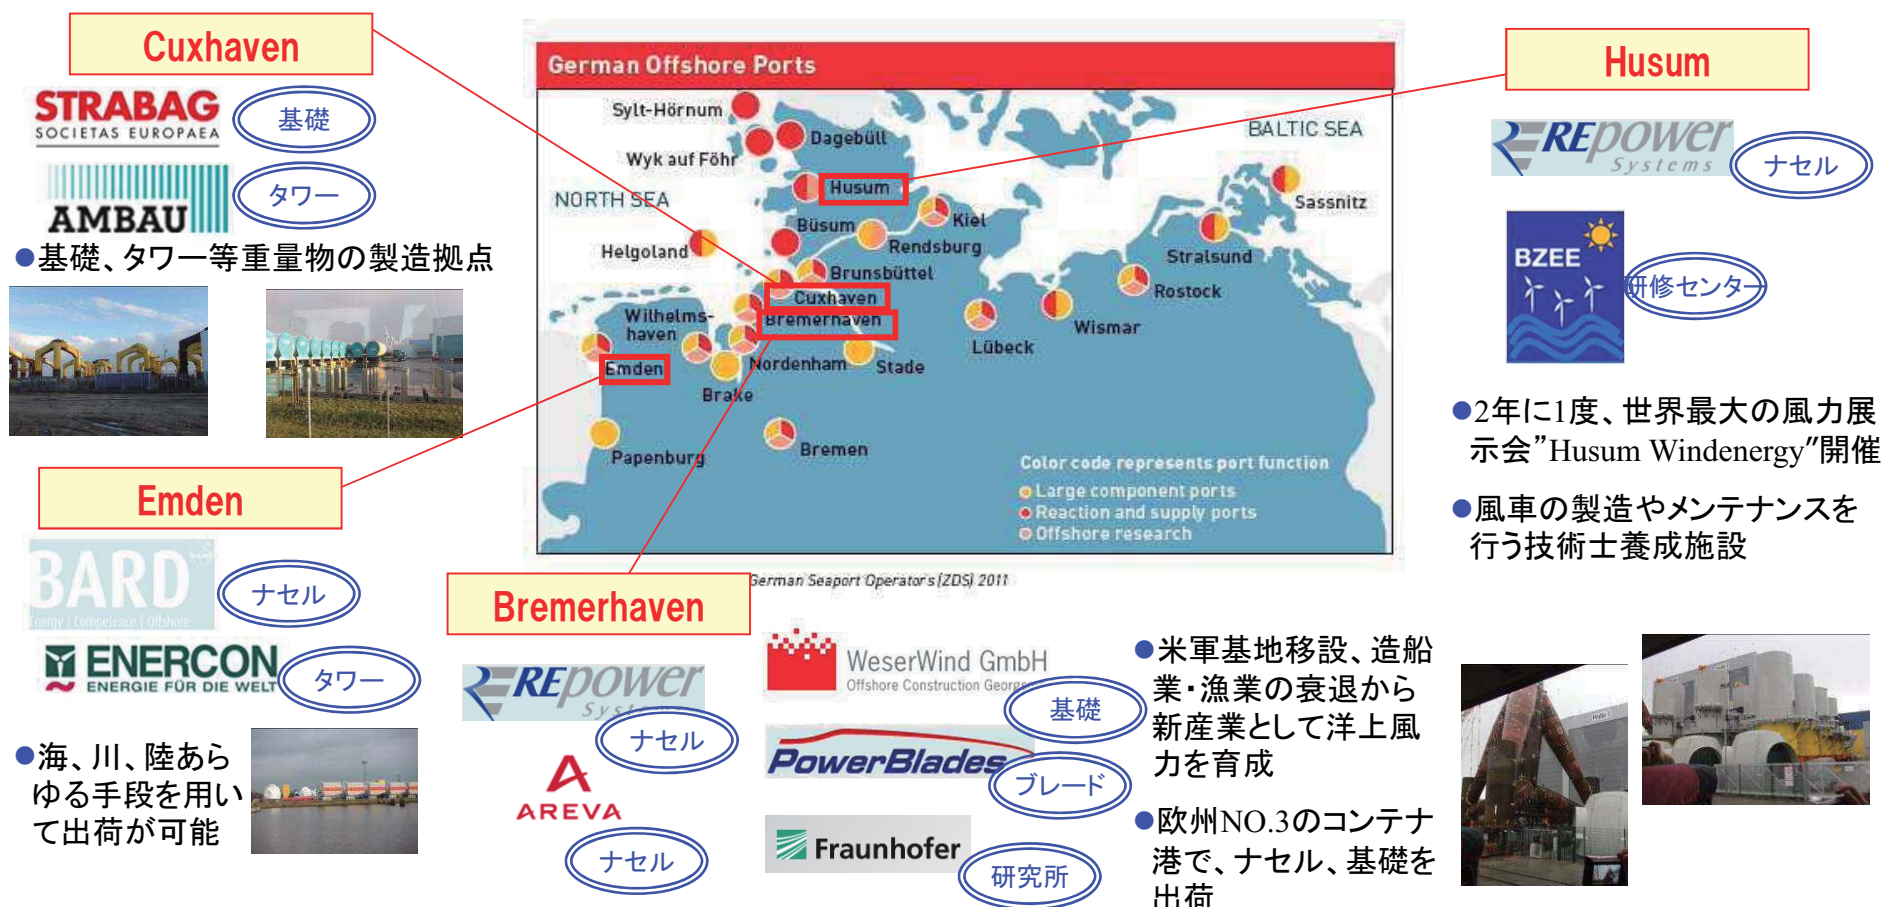 Cuxhaven
STRABAG
SOCIETAS EUROPAEA
基礎
AMBAU
タワー
●基礎、タワー等重量物の製造拠点
German Offshore Ports
Sylt-Hörnum
Dagebüll
BALTIC SEA
Wyk auf Föhr
NORTH SEA
Husum
Sassnitz
Kiel
Büsum
Rendsburg
Helgoland
Stralsund
Brunsbüttel
Cuxhaven
Rostock
Wilhelms-
haven
Bremerhaven
Wismar
Lübeck
Emden
Nordenham
Stade
Brake
Papenburg
Bremen
Color code represents port function
Large component ports
Reaction and supply ports
Offshore research
German Seaport Operators (ZDS) 2011
Husum
REpower
Systems
ナセル
BZEE
研修センター
●2年に1度、世界最大の風力展
示会”Husum Windenergy”開催
●風車の製造やメンテナンスを
行う技術士養成施設
Emden
BARD
Energy | Competence | Offshore
ナセル
ENERCON
ENERGIE FÜR DIE WELT
タワー
●海、川、陸あら
ゆる手段を用い
て出荷が可能
Bremerhaven
REpower
Systems
ナセル
AREVA
ナセル
WeserWind GmbH
Offshore Construction
基礎
PowerBlades
ブレード
Fraunhofer
研究所
●米軍基地移設、造船
業・漁業の衰退から
新産業として洋上風
力を育成
●欧州NO.3のコンテナ
港で、ナセル、基礎を
出荷